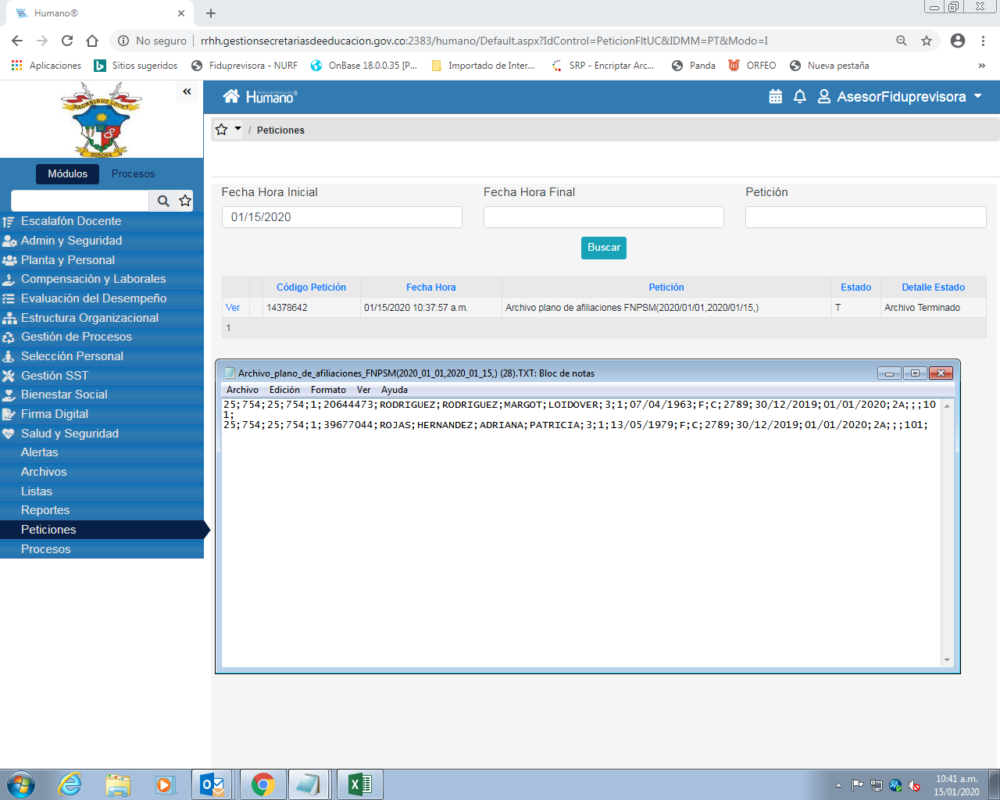 Humano®
No seguro
rrhh.gestionsecretariasdeeducacion.gov.co:2383/humano/Default.aspx?IdControl=PeticionFltUC&IDMM=PT&Modo=I
Aplicaciones
Sitios sugeridos
Fiduprevisora - NURF
OnBase 18.0.0.35 [P...
Importado de Inter...
SRP - Encriptar Arc...
Panda
ORFEO
Nueva pestaña
»
«
SOACHA
Humano®
AsesorFiduprevisora
/ Peticiones
Módulos
Procesos
Escalafón Docente
Admin y Seguridad
Planta y Personal
Compensación y Laborales
Evaluación del Desempeño
Estructura Organizacional
Gestión de Procesos
Selección Personal
Gestión SST
Bienestar Social
Firma Digital
Salud y Seguridad
Alertas
Archivos
Listas
Reportes
Peticiones
Procesos
Fecha Hora Inicial
Fecha Hora Final
Petición
01/15/2020
Buscar
Código Petición
Fecha Hora
Petición
Estado
Detalle Estado
Ver
14378642
01/15/2020 10:37:57 a.m.
Archivo plano de afiliaciones FNPSM(2020/01/01,2020/01/15,)
T
Archivo Terminado
1
Archivo_plano_de_afiliaciones_FNPSM(2020_01_01,2020_01_15,) (28).TXT: Bloc de notas
Archivo Edición Formato Ver Ayuda
25;754;25;754;1;20644473;RODRIGUEZ;RODRIGUEZ;MARGOT;LOIDOVER;3;1;07/04/1963;F;C;2789;30/12/2019;01/01/2020;2A;;;10
1;
25;754;25;754;1;39677044;ROJAS;HERNANDEZ;ADRIANA;PATRICIA;3;1;13/05/1979;F;C;2789;30/12/2019;01/01/2020;2A;;;101;
10:41 a.m.
15/01/2020